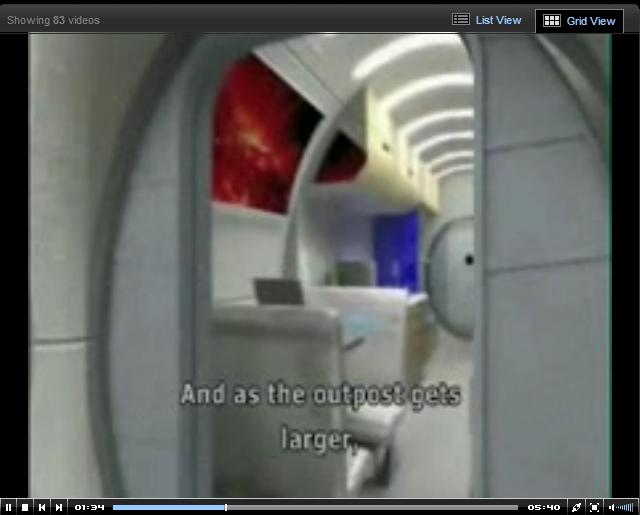 Showing 83 videos
List View
Grid View
And as the outpost gets
larger,
01:34
05:40